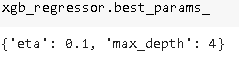 xgb_regressor.best_params_
{'eta': 0.1, 'max_depth': 4}